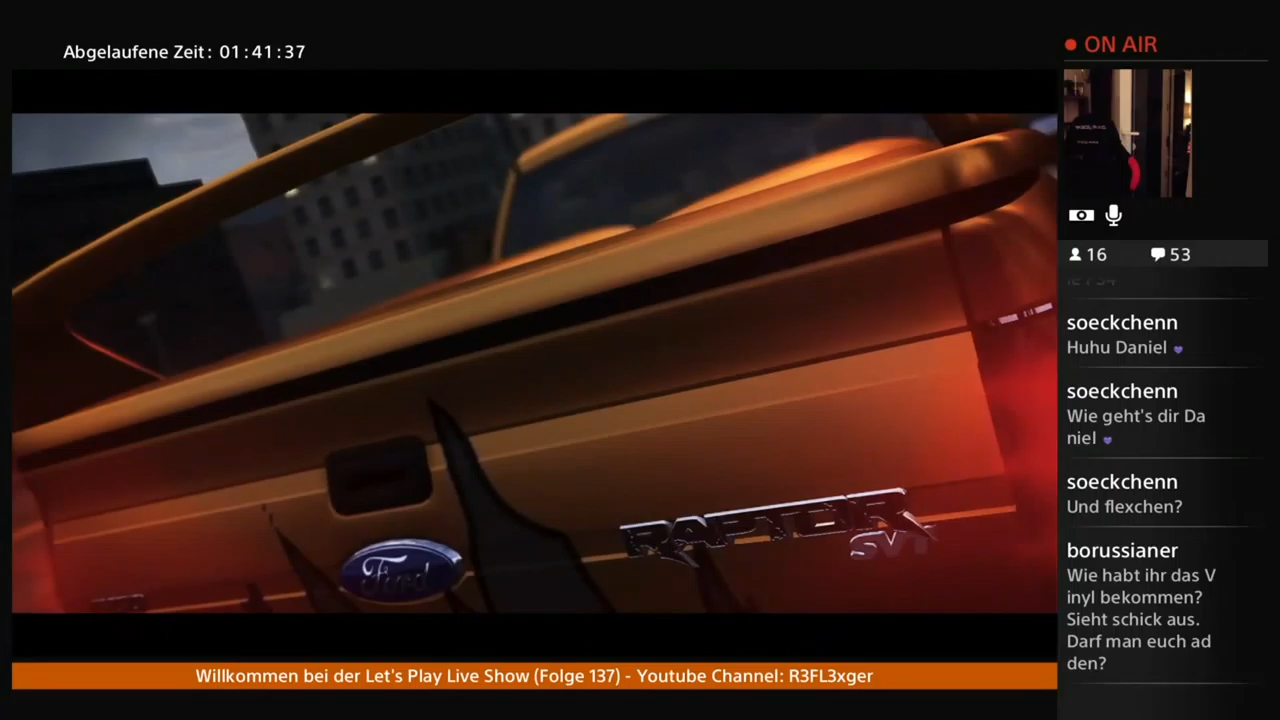 Abgelaufene Zeit: 01:41:37
ON AIR
16
53
soeckchenn
Huhu Daniel 💜
soeckchenn
Wie geht's dir Da
niel 💜
soeckchenn
Und flexchen?
borussianer
Wie habt ihr das V
inyl bekommen?
Sieht schick aus.
Darf man euch ad
den?
RAPTOR
SVT
Ford
Willkommen bei der Let's Play Live Show (Folge 137) - Youtube Channel: R3FL3xger